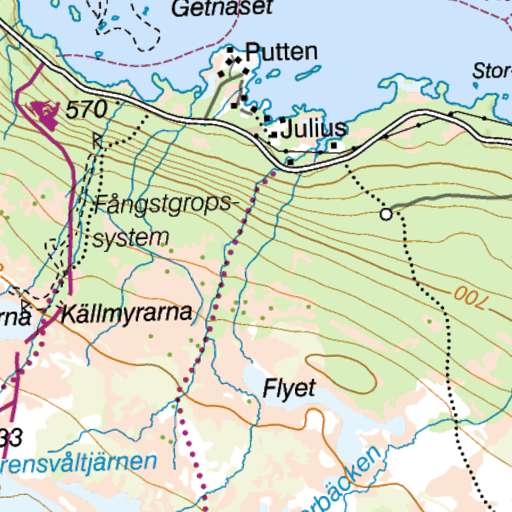 Getnäset
Putten
Stor-
570
Julius
Fångstgrops-
system
700
Källmyrarna
rna
Flyet
33
rensvåltjärnen
rbäcken